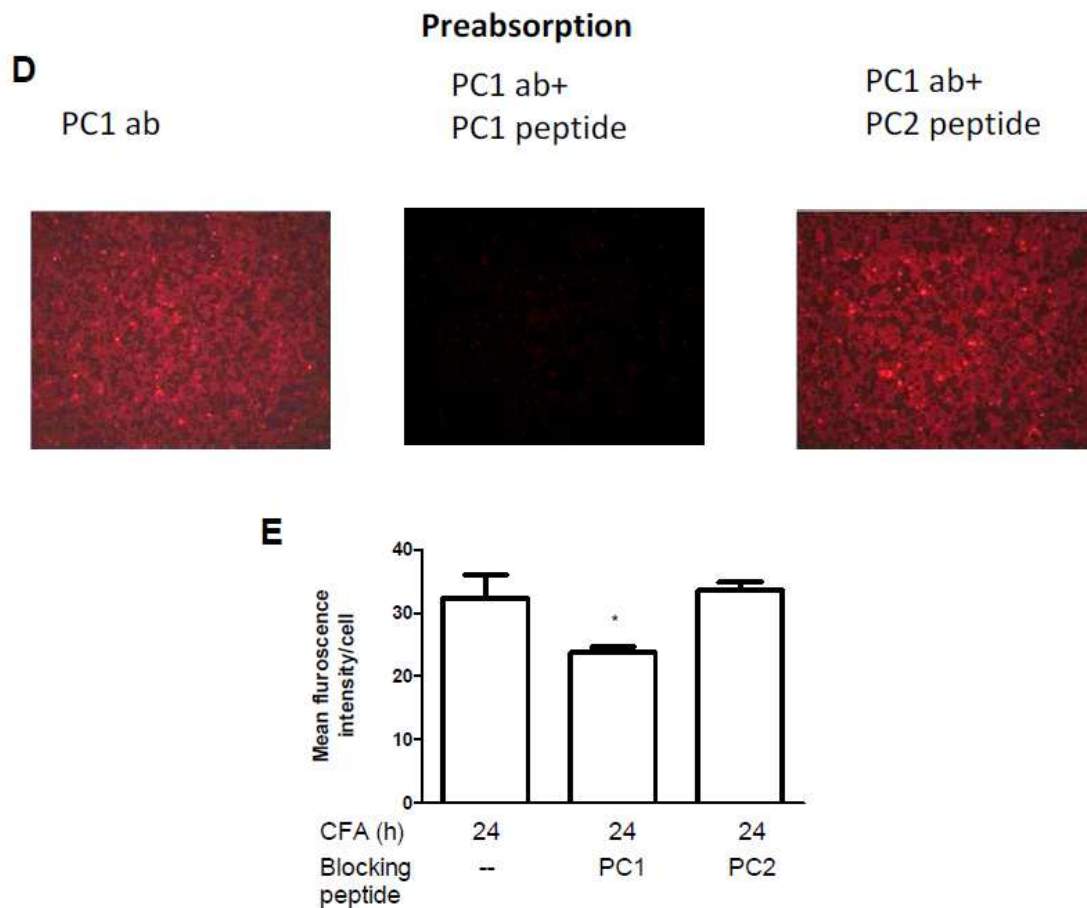 Preabsorption
D
PC1 ab
PC1 ab+
PC1 peptide
PC1 ab+
PC2 peptide
E
Mean fluroscence
intensity/cell
40
30
20
10
0
*
CFA (h) 24 24 24
Blocking
peptide -- PC1 PC2